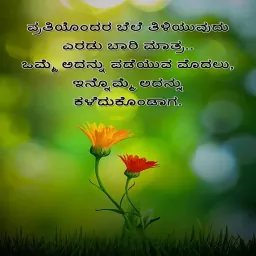 ಪ್ರತಿಯೊಂದರ ಬೆಲೆ ತಿಳಿಯುವುದು
ಎರಡು ಬಾರಿ ಮಾತ್ರ..
ಒಮ್ಮೆ ಅದನ್ನು ಪಡೆಯುವ ಮೊದಲು,
ಇನ್ನೊಮ್ಮೆ ಅದನ್ನು
ಕಳೆದುಕೊಂಡಾಗ.